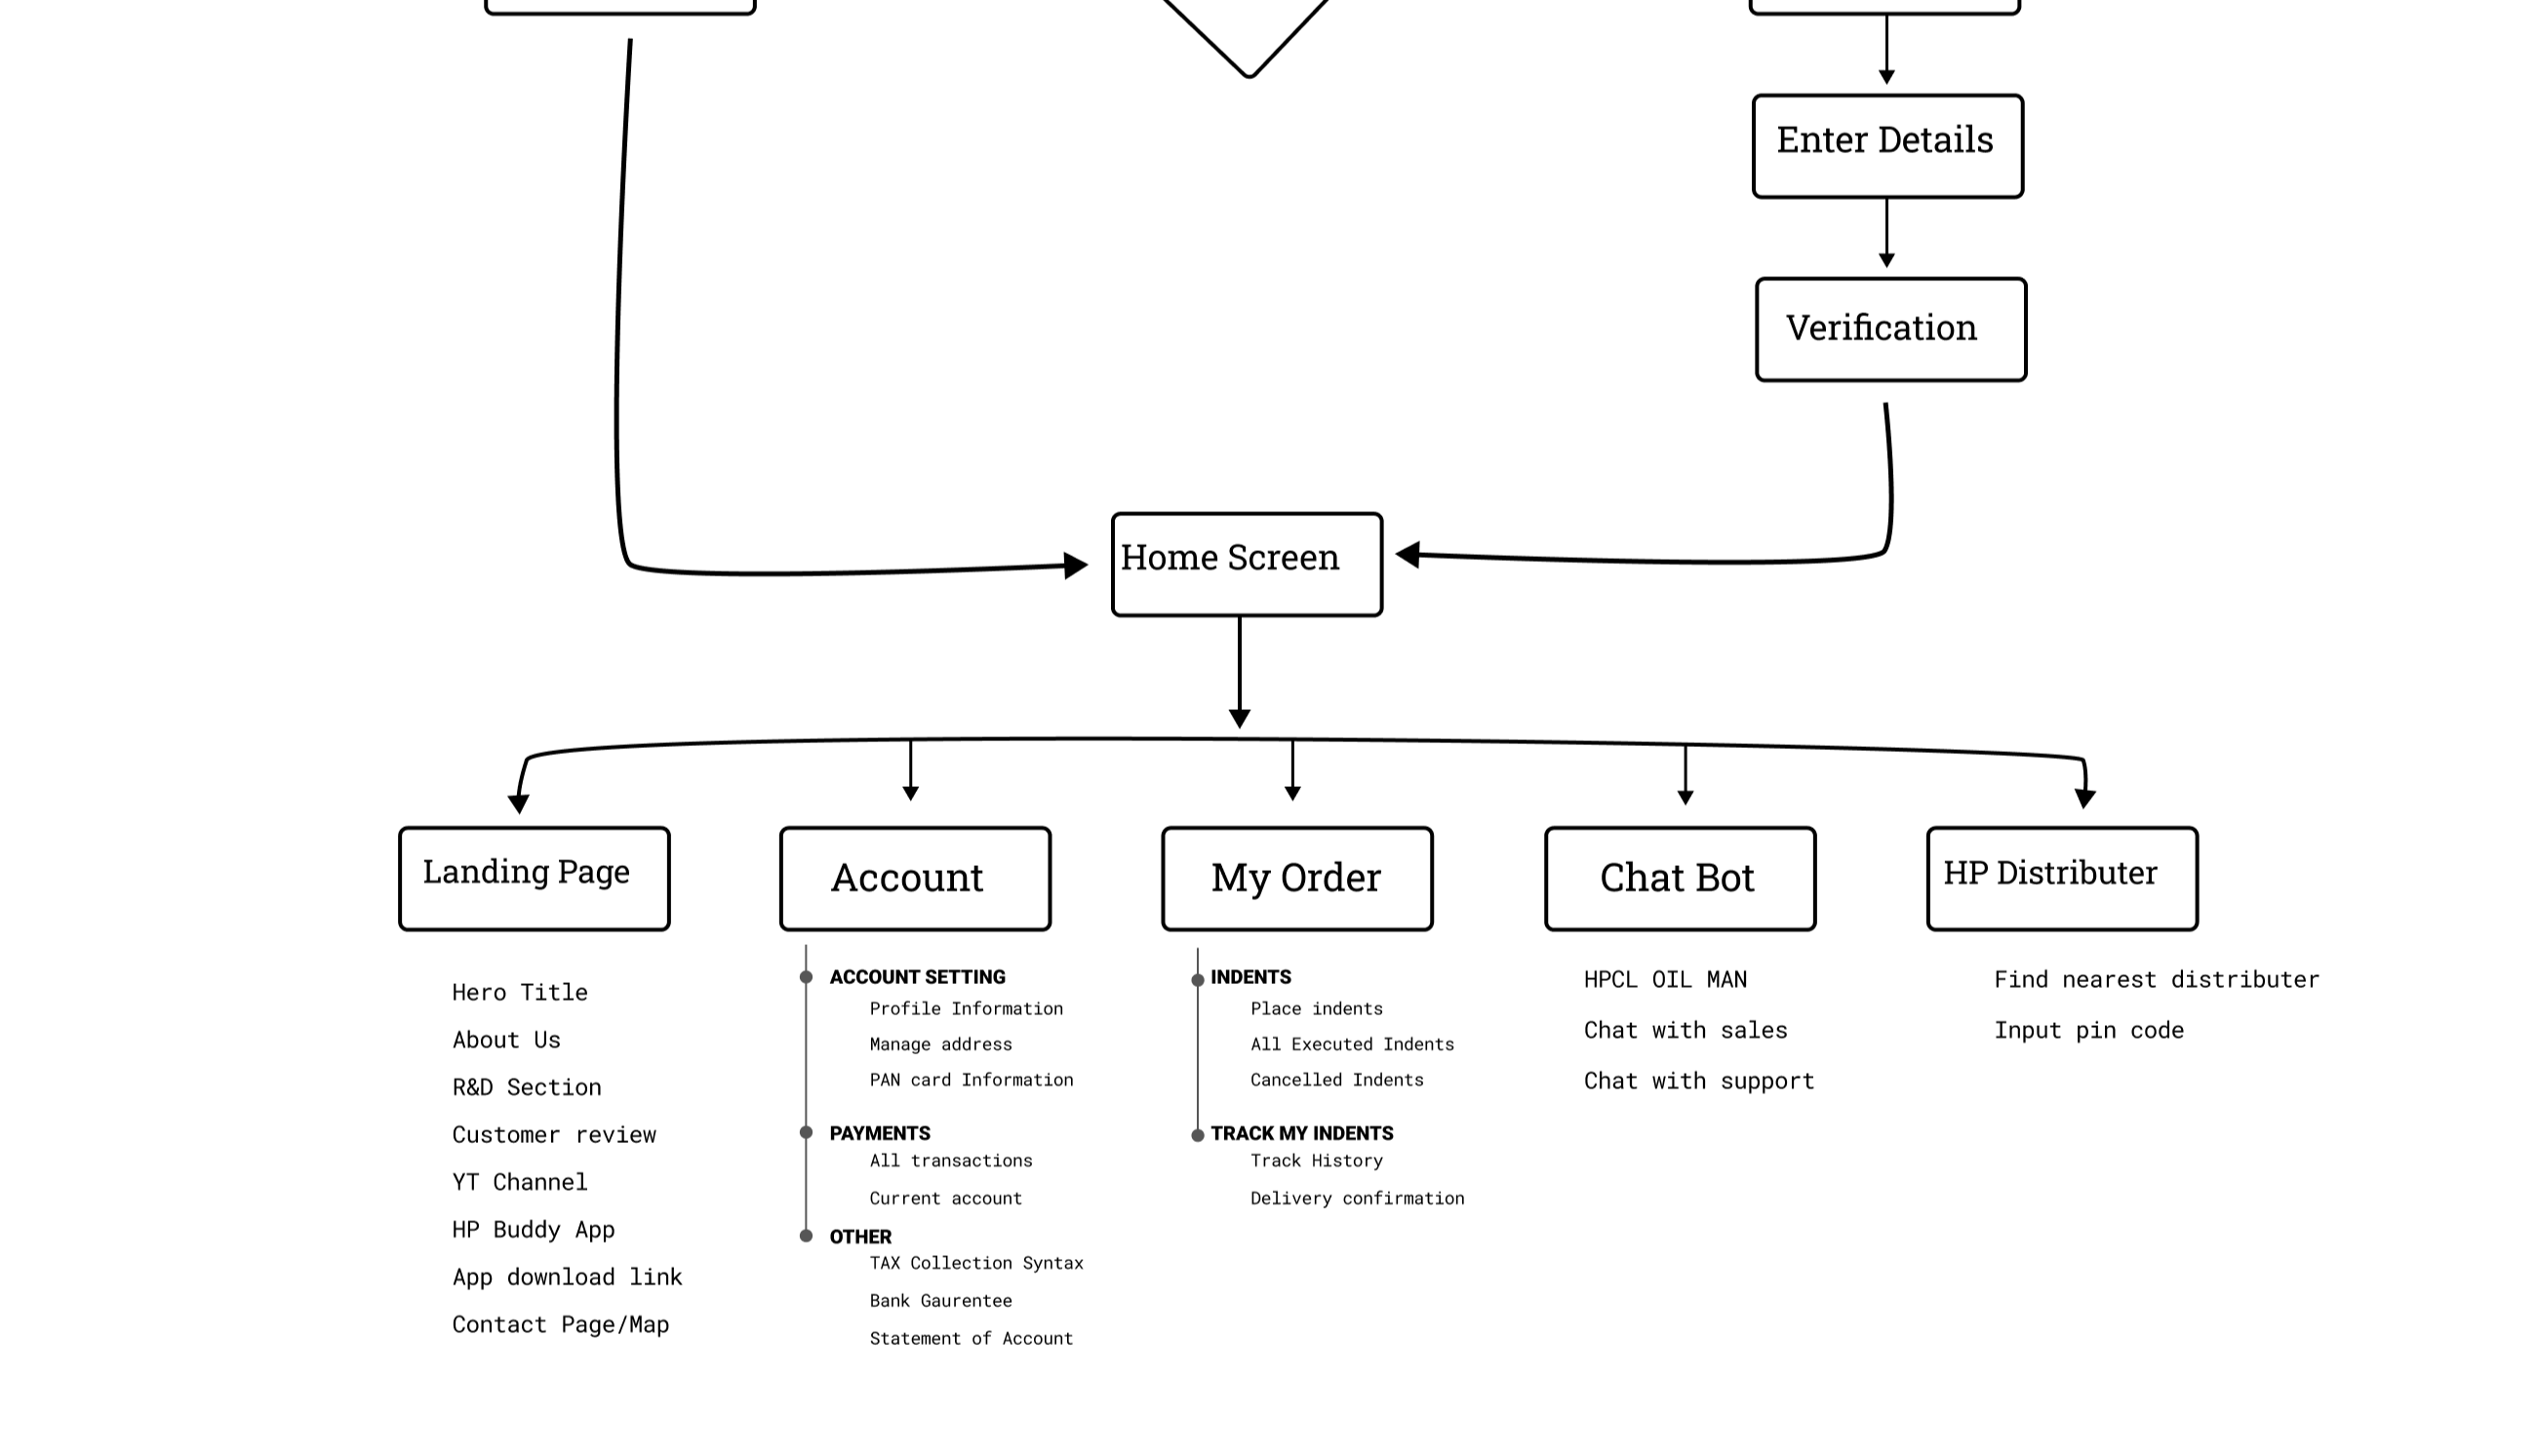 Enter Details
Verification
Home Screen
Landing Page
Hero Title
About Us
R&D Section
Customer review
YT Channel
HP Buddy App
App download link
Contact Page/Map
Account
ACCOUNT SETTING
Profile Information
Manage address
PAN card Information
PAYMENTS
All transactions
Current account
OTHER
TAX Collection Syntax
Bank Gaurentee
Statement of Account
My Order
INDENTS
Place indents
All Executed Indents
Cancelled Indents
TRACK MY INDENTS
Track History
Delivery confirmation
Chat Bot
HPCL OIL MAN
Chat with sales
Chat with support
HP Distributer
Find nearest distributer
Input pin code